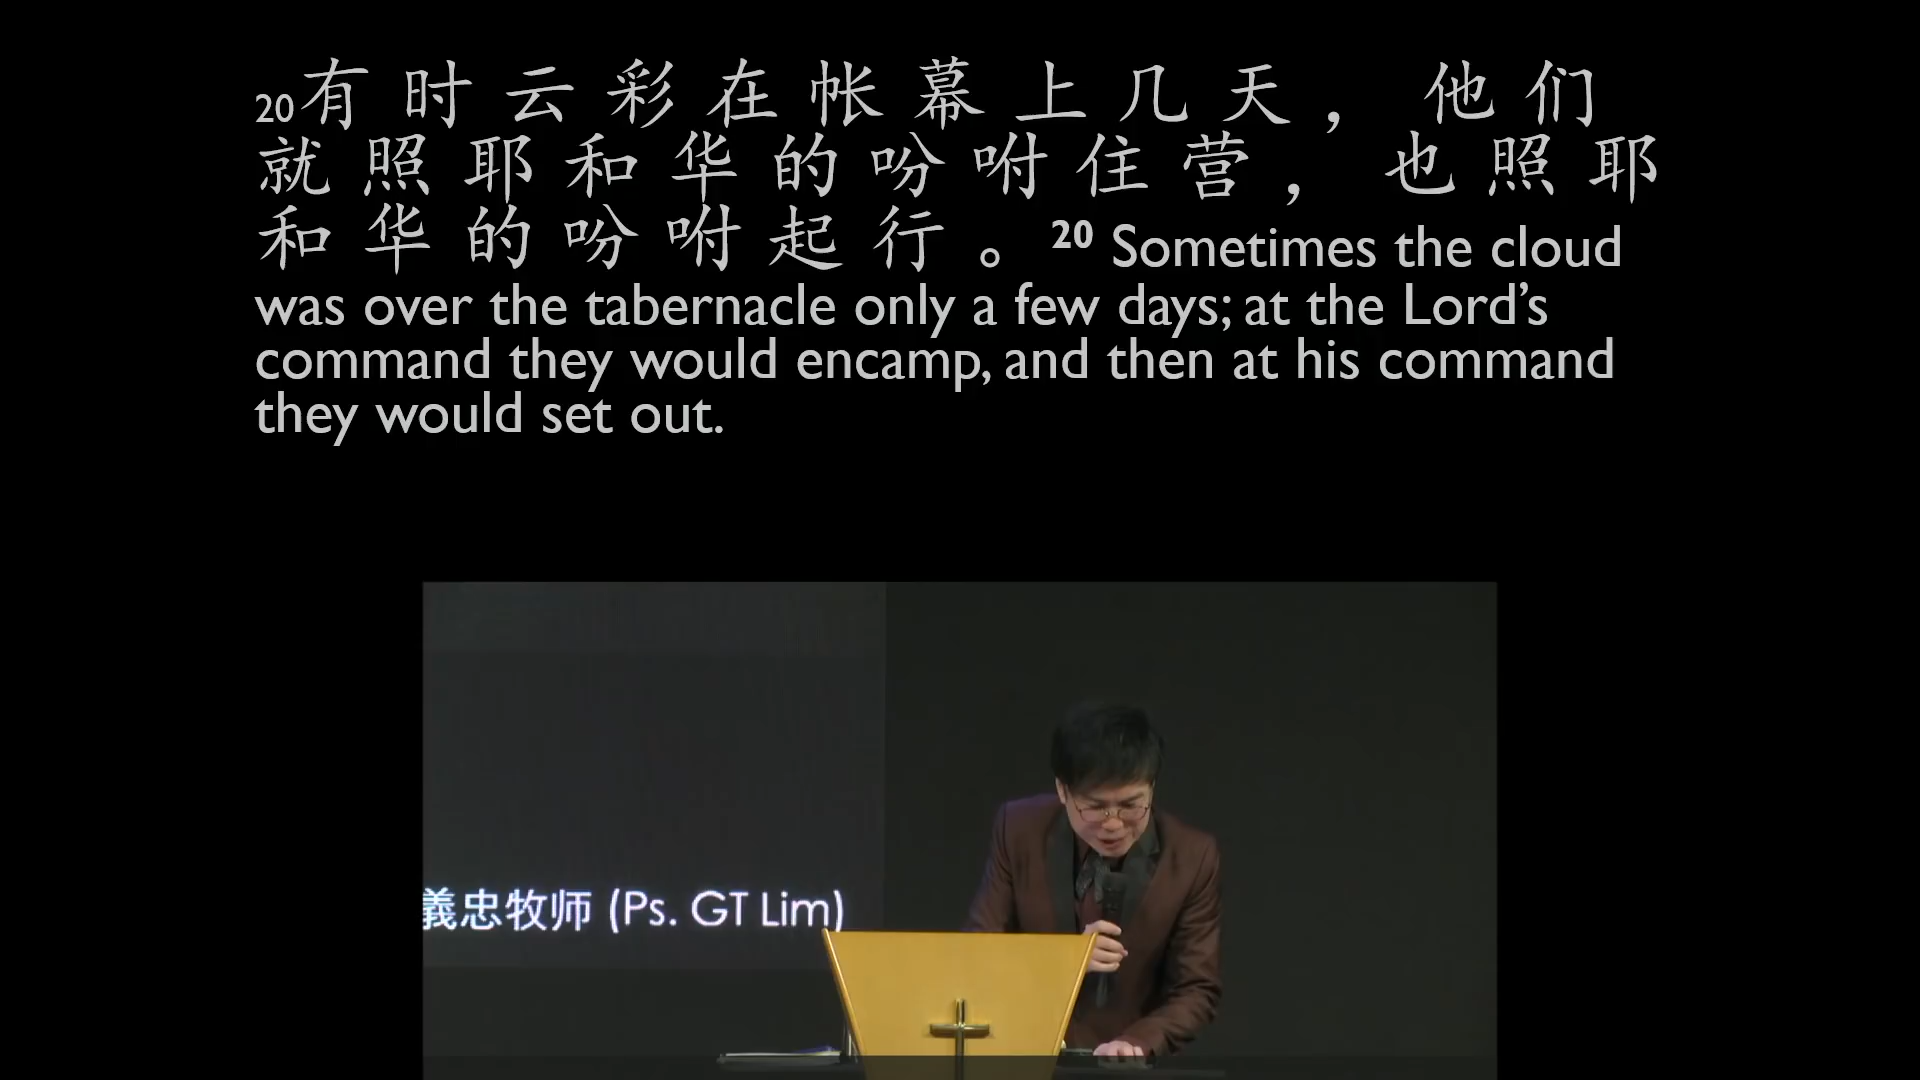 20有时云彩在帐幕上几天，他们
就照耶和华的吩咐住营，也照耶
和华的吩咐起行。20 Sometimes the cloud
was over the tabernacle only a few days; at the Lord’s
command they would encamp, and then at his command
they would set out.
義忠牧师 (Ps. GT Lim)